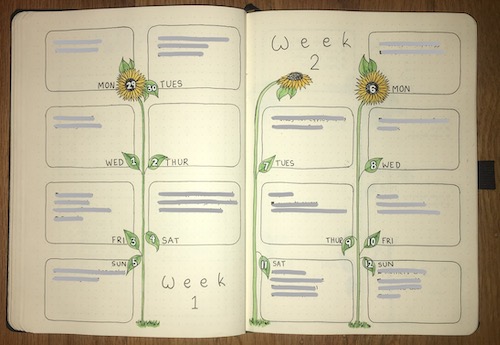 MON 29 30 TUES
WED 1 2 THUR
FRI 3 4 SAT
SUN 5
Week
1
Week
2
6 MON
7 TUES
8 WED
THUR 9 10 FRI
11 SAT
12 SUN